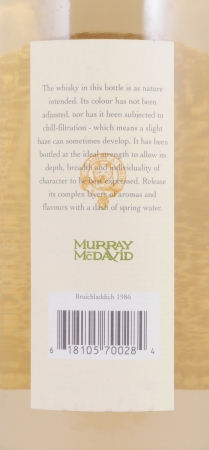 The whisky in this bottle is as nature
intended. Its colour has not been
adjusted, nor has it been subjected to
chill-filtration - which means a slight
haze can sometimes develop. It has been
bottled at the ideal strength to allow its
depth, breadth and individuality of
character to be best expressed. Release
its complex layers of aromas and
flavours with a dash of spring water.
MURRAY
McDAVID
Bruichladdich 1986
6 18105 70028 4